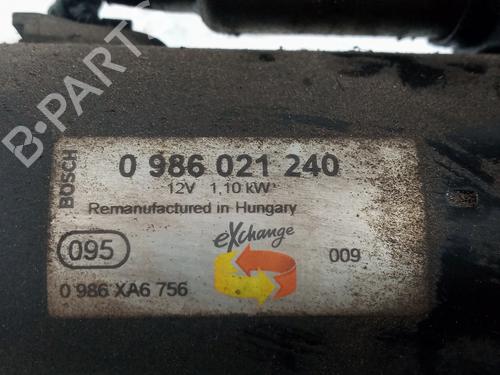 B-PARTS
BOSCH
0 986 021 240
12V 1,10 kW
Remanufactured in Hungary
eXchange
095
009
0 986 XA6 756